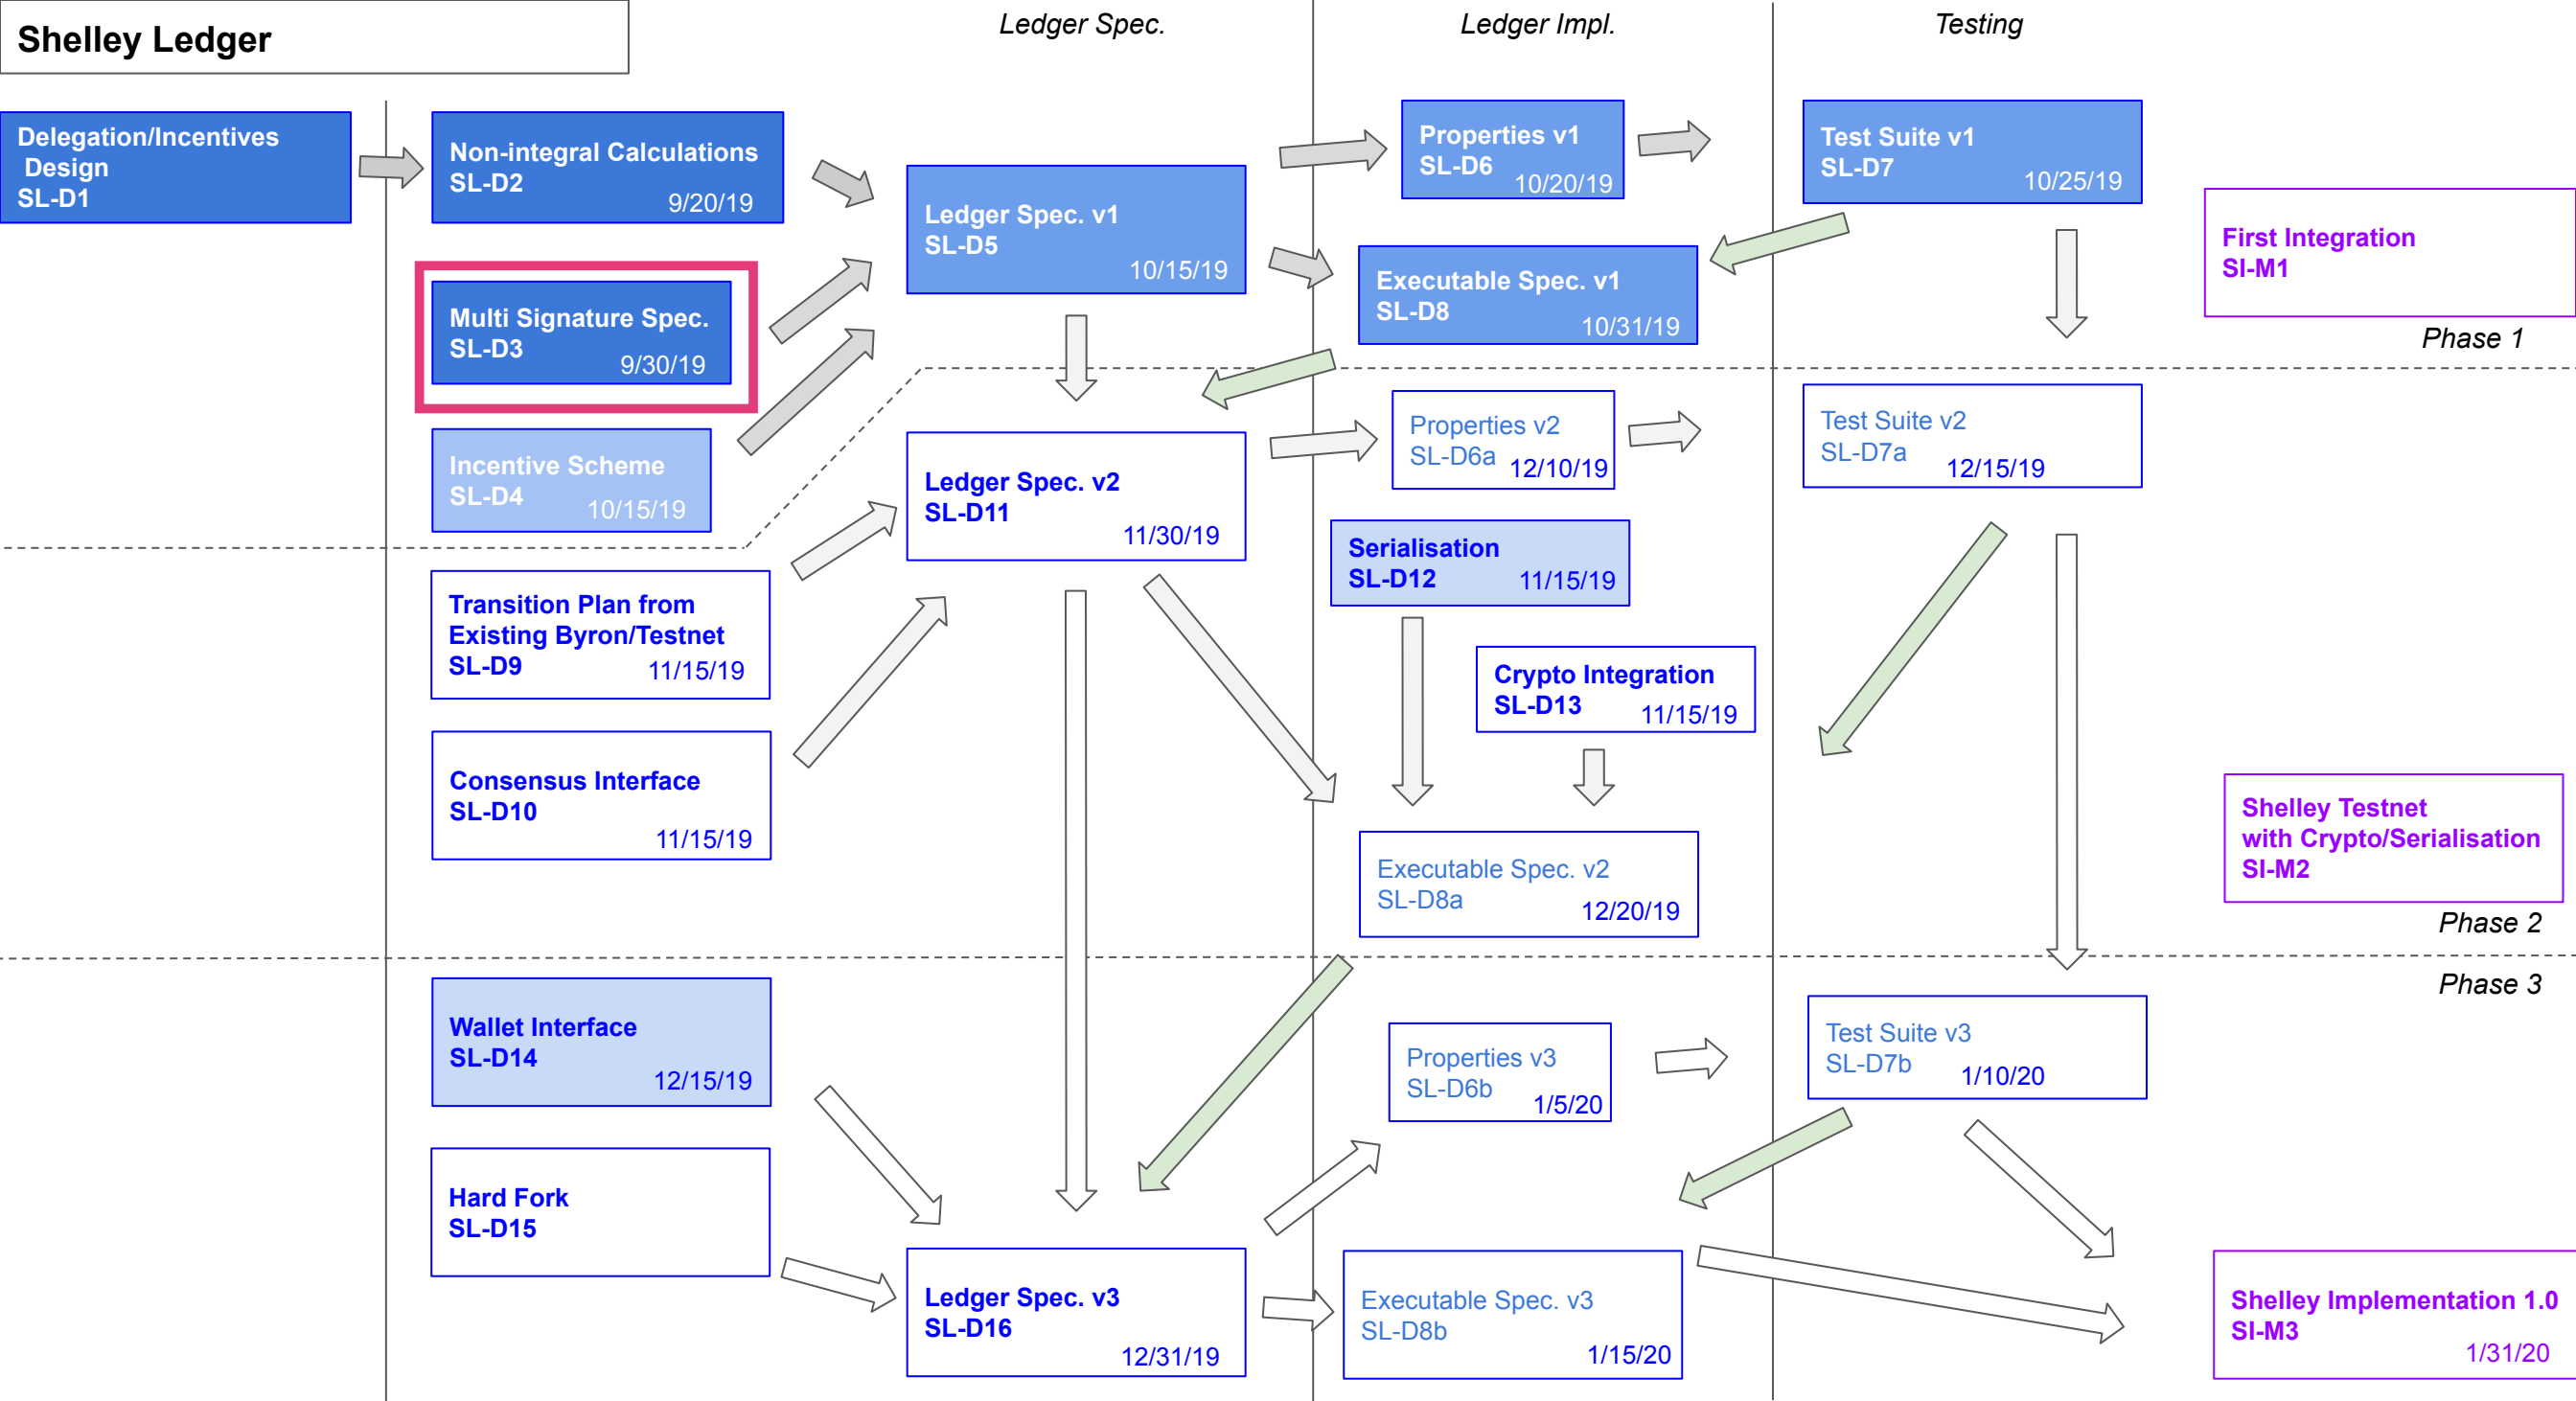 Shelley Ledger
Ledger Spec.
Ledger Impl.
Testing
Delegation/Incentives
Design
SL-D1
Non-integral Calculations
SL-D2
9/20/19
Multi Signature Spec.
SL-D3
9/30/19
Incentive Scheme
SL-D4
10/15/19
Ledger Spec. v1
SL-D5
10/15/19
Properties v1
SL-D6
10/20/19
Executable Spec. v1
SL-D8
10/31/19
Test Suite v1
SL-D7
10/25/19
First Integration
SI-M1
Phase 1
Transition Plan from
Existing Byron/Testnet
SL-D9
11/15/19
Consensus Interface
SL-D10
11/15/19
Ledger Spec. v2
SL-D11
11/30/19
Properties v2
SL-D6a
12/10/19
Serialisation
SL-D12
11/15/19
Crypto Integration
SL-D13
11/15/19
Executable Spec. v2
SL-D8a
12/20/19
Test Suite v2
SL-D7a
12/15/19
Shelley Testnet
with Crypto/Serialisation
SI-M2
Phase 2
Phase 3
Wallet Interface
SL-D14
12/15/19
Hard Fork
SL-D15
Ledger Spec. v3
SL-D16
12/31/19
Properties v3
SL-D6b
1/5/20
Executable Spec. v3
SL-D8b
1/15/20
Test Suite v3
SL-D7b
1/10/20
Shelley Implementation 1.0
SI-M3
1/31/20